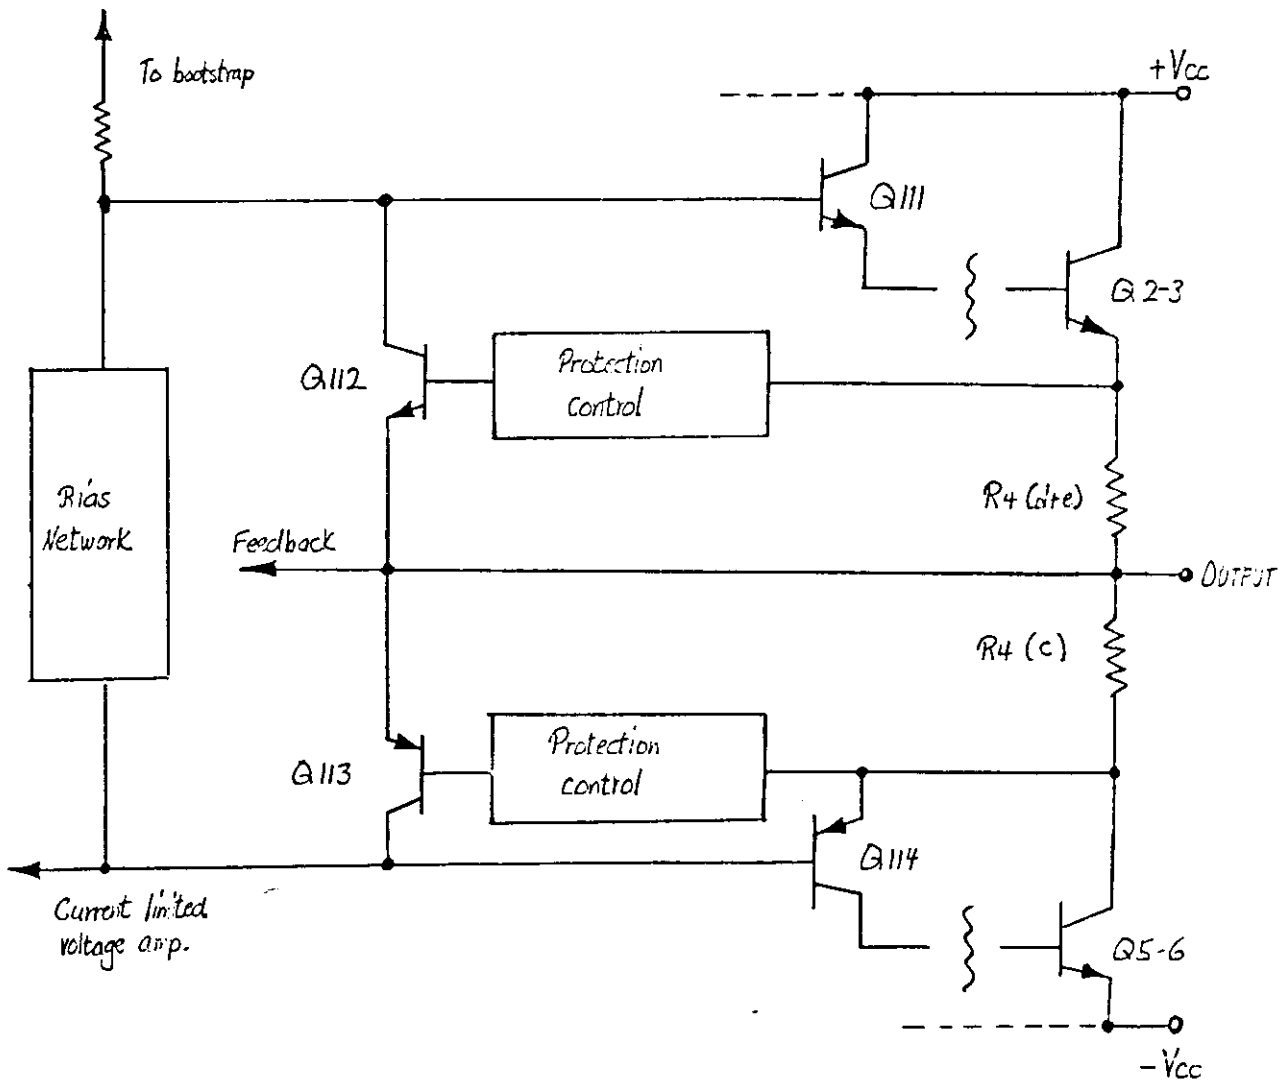 To bootstrap
+Vcc
Q111
Q2-3
Protection
control
Q112
Bias
Network
R4
Feedback
OUTPUT
R4 (c)
Protection
control
Q113
Q114
Current limited
voltage amp.
Q5-6
-Vcc